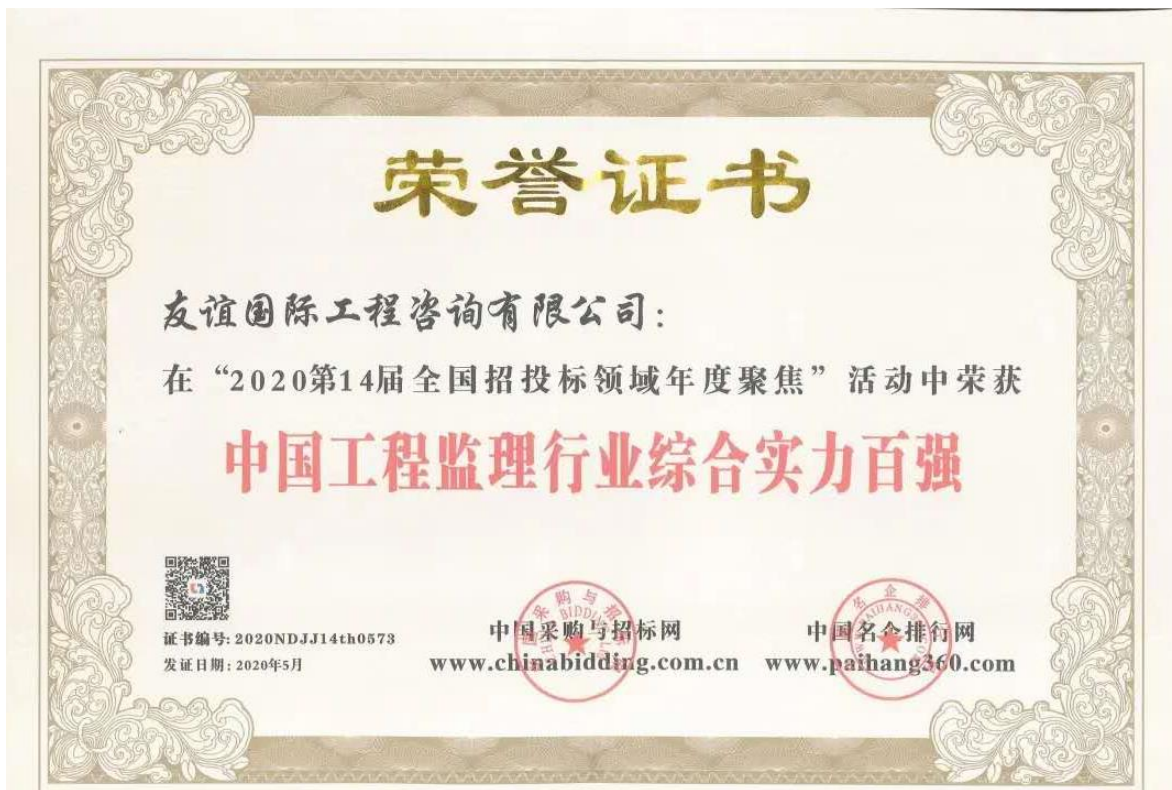 荣誉证书
友谊国际工程咨询有限公司：
在“2020第14届全国招投标领域年度聚焦”活动中荣获
中国工程监理行业综合实力百强
证书编号: 2020NDJJ14th0573
发证日期: 2020年5月
中国采购与招标网
www.chinabidding.com.cn
中国名企排行网
www.paihang360.com